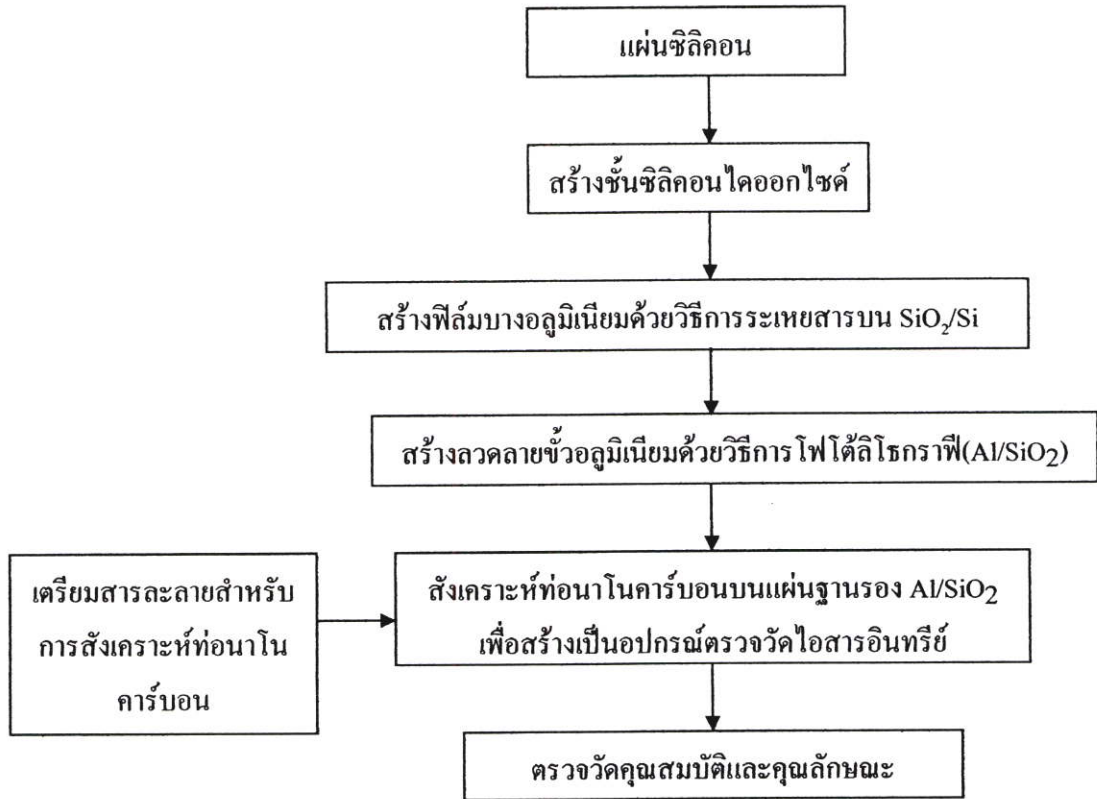 แผ่นซิลิคอน
สร้างชั้นซิลิคอนไดออกไซด์
สร้างฟิล์มบางอลูมิเนียมด้วยวิธีการระเหยสารบน SiO₂/Si
สร้างลวดลายขั้วอลูมิเนียมด้วยวิธีการโฟโต้ลิโธกราฟี(Al/SiO₂)
เตรียมสารละลายสำหรับ
การสังเคราะห์ท่อนาโน
คาร์บอน
สังเคราะห์ท่อนาโนคาร์บอนบนแผ่นฐานรอง Al/SiO₂
เพื่อสร้างเป็นอุปกรณ์ตรวจวัดไอสารอินทรีย์
ตรวจวัดคุณสมบัติและคุณลักษณะ